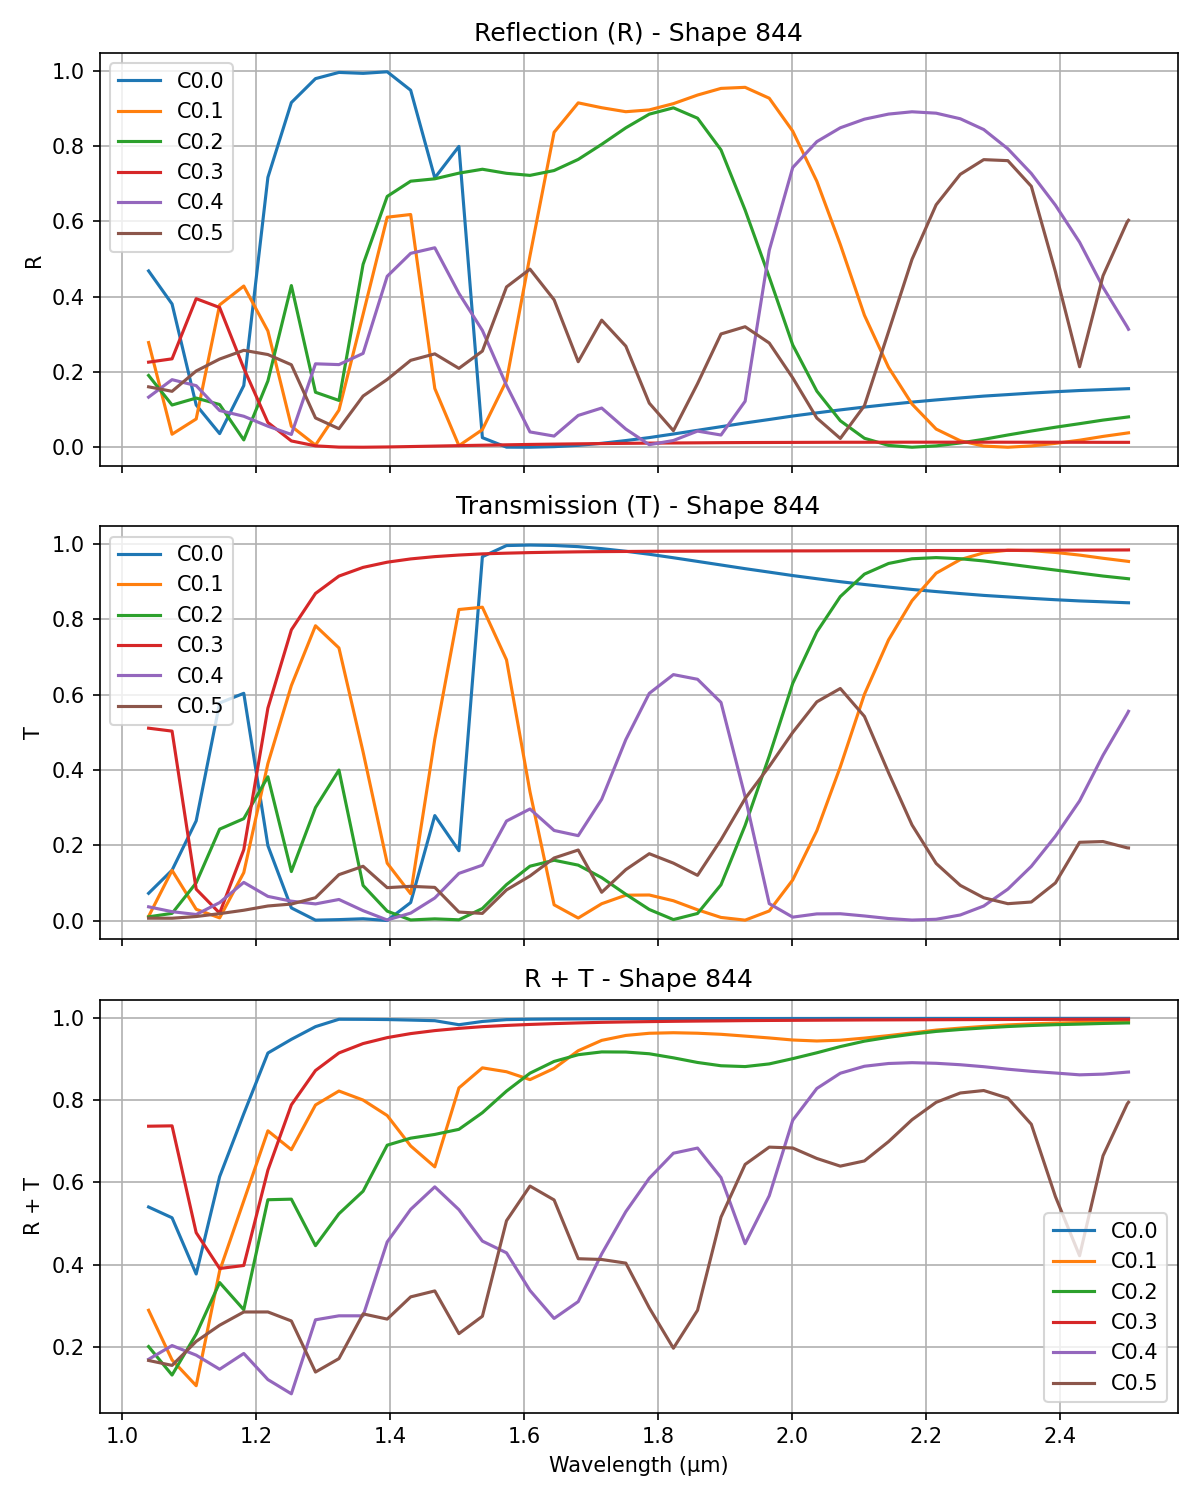 Reflection (R) - Shape 844
1.0
0.8
0.6
0.4
0.2
0.0
R
C0.0
C0.1
C0.2
C0.3
C0.4
C0.5
Transmission (T) - Shape 844
1.0
0.8
0.6
0.4
0.2
0.0
T
C0.0
C0.1
C0.2
C0.3
C0.4
C0.5
R + T - Shape 844
1.0
0.8
0.6
0.4
0.2
R + T
C0.0
C0.1
C0.2
C0.3
C0.4
C0.5
1.0 1.2 1.4 1.6 1.8 2.0 2.2 2.4
Wavelength (μm)